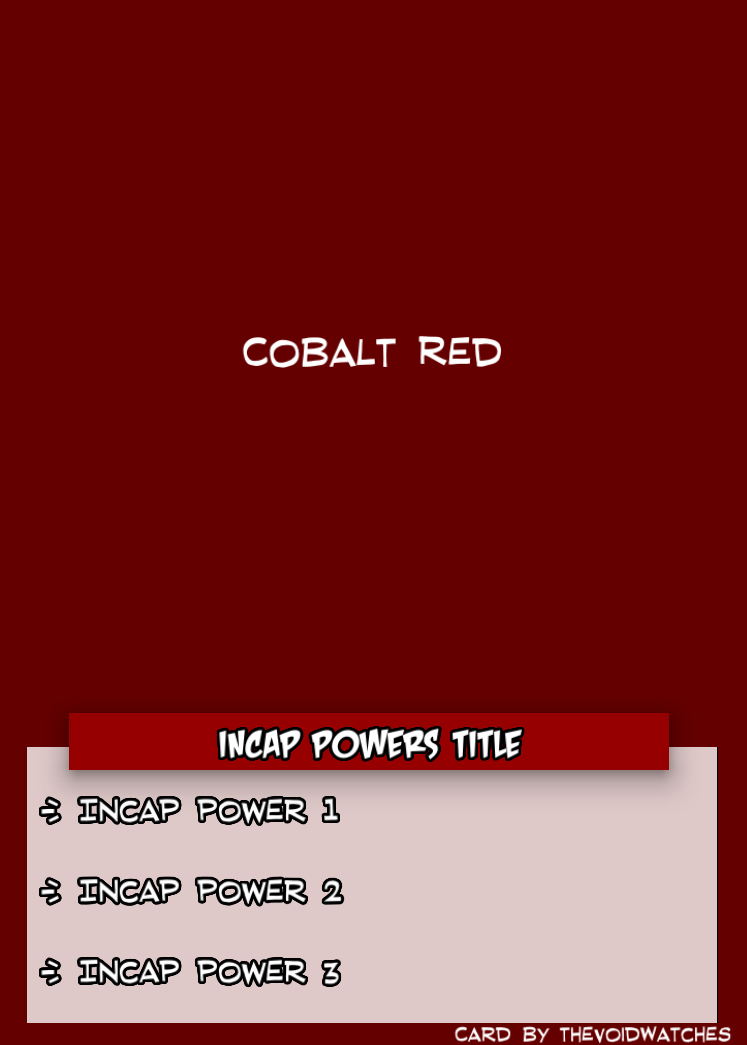 COBALT RED
INCAP POWERS TITLE
INCAP POWER 1
INCAP POWER 2
INCAP POWER 3
CARD BY THEVOIDWATCHES